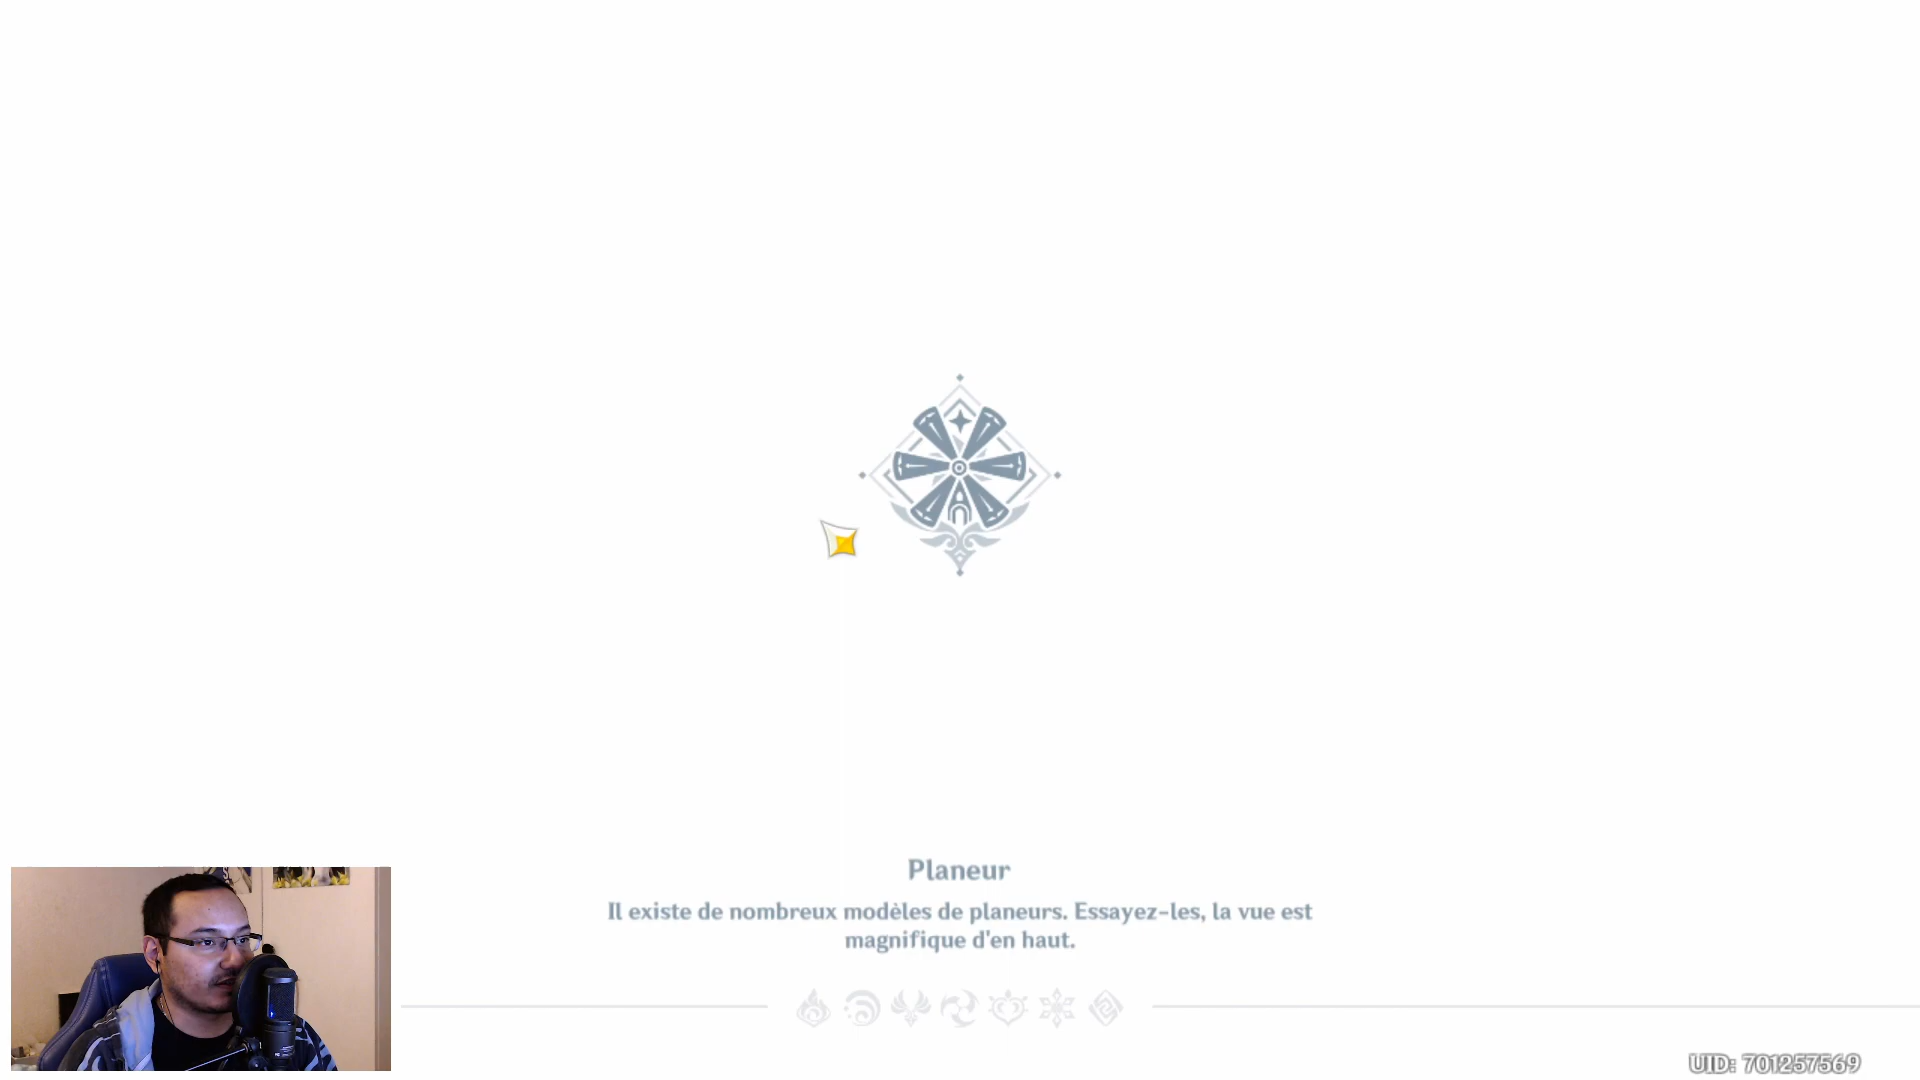 Planeur
Il existe de nombreux modèles de planeurs. Essayez-les, la vue est
magnifique d'en haut.
UID: 701257569